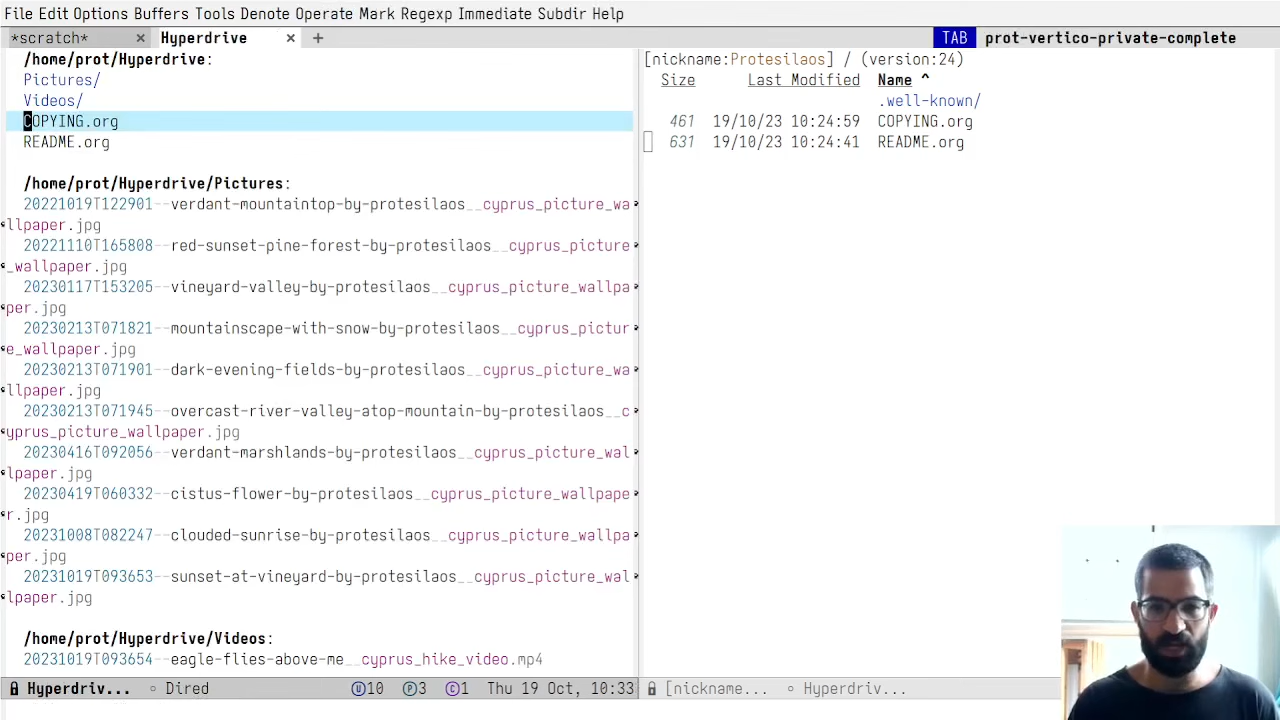 File Edit Options Buffers Tools Denote Operate Mark Regexp Immediate Subdir Help
*scratch* × Hyperdrive × + TAB prot-vertico-private-complete
/home/prot/Hyperdrive:
Pictures/
Videos/
COPYING.org
README.org
/home/prot/Hyperdrive/Pictures:
20221019T122901--verdant-mountaintop-by-protesilaos__cyprus_picture_wa
llpaper.jpg
20221110T165808--red-sunset-pine-forest-by-protesilaos__cyprus_picture
_wallpaper.jpg
20230117T153205--vineyard-valley-by-protesilaos__cyprus_picture_wallpa
per.jpg
20230213T071821--mountainscape-with-snow-by-protesilaos__cyprus_pictur
e_wallpaper.jpg
20230213T071901--dark-evening-fields-by-protesilaos__cyprus_picture_wa
llpaper.jpg
20230213T071945--overcast-river-valley-atop-mountain-by-protesilaos__c
yprus_picture_wallpaper.jpg
20230416T092056--verdant-marshlands-by-protesilaos__cyprus_picture_wal
lpaper.jpg
20230419T060332--cistus-flower-by-protesilaos__cyprus_picture_wallpape
r.jpg
20231008T082247--clouded-sunrise-by-protesilaos__cyprus_picture_wallpa
per.jpg
20231019T093653--sunset-at-vineyard-by-protesilaos__cyprus_picture_wal
lpaper.jpg
/home/prot/Hyperdrive/Videos:
20231019T093654--eagle-flies-above-me__cyprus_hike_video.mp4
Hyperdriv... Dired U10 P3 C1 Thu 19 Oct, 10:33
[nickname:Protesilaos] / (version:24)
Size Last Modified Name ^
.well-known/
461 19/10/23 10:24:59 COPYING.org
631 19/10/23 10:24:41 README.org
[nickname... Hyperdriv...